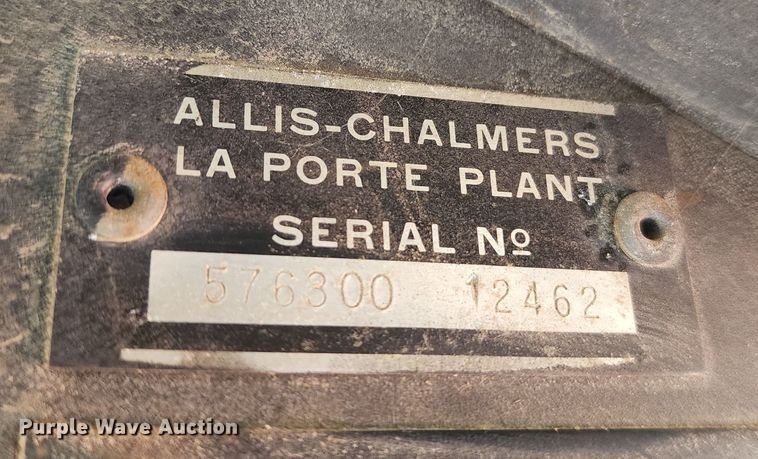 ALLIS-CHALMERS
LA PORTE PLANT
SERIAL No
576300 12462
Purple Wave Auction